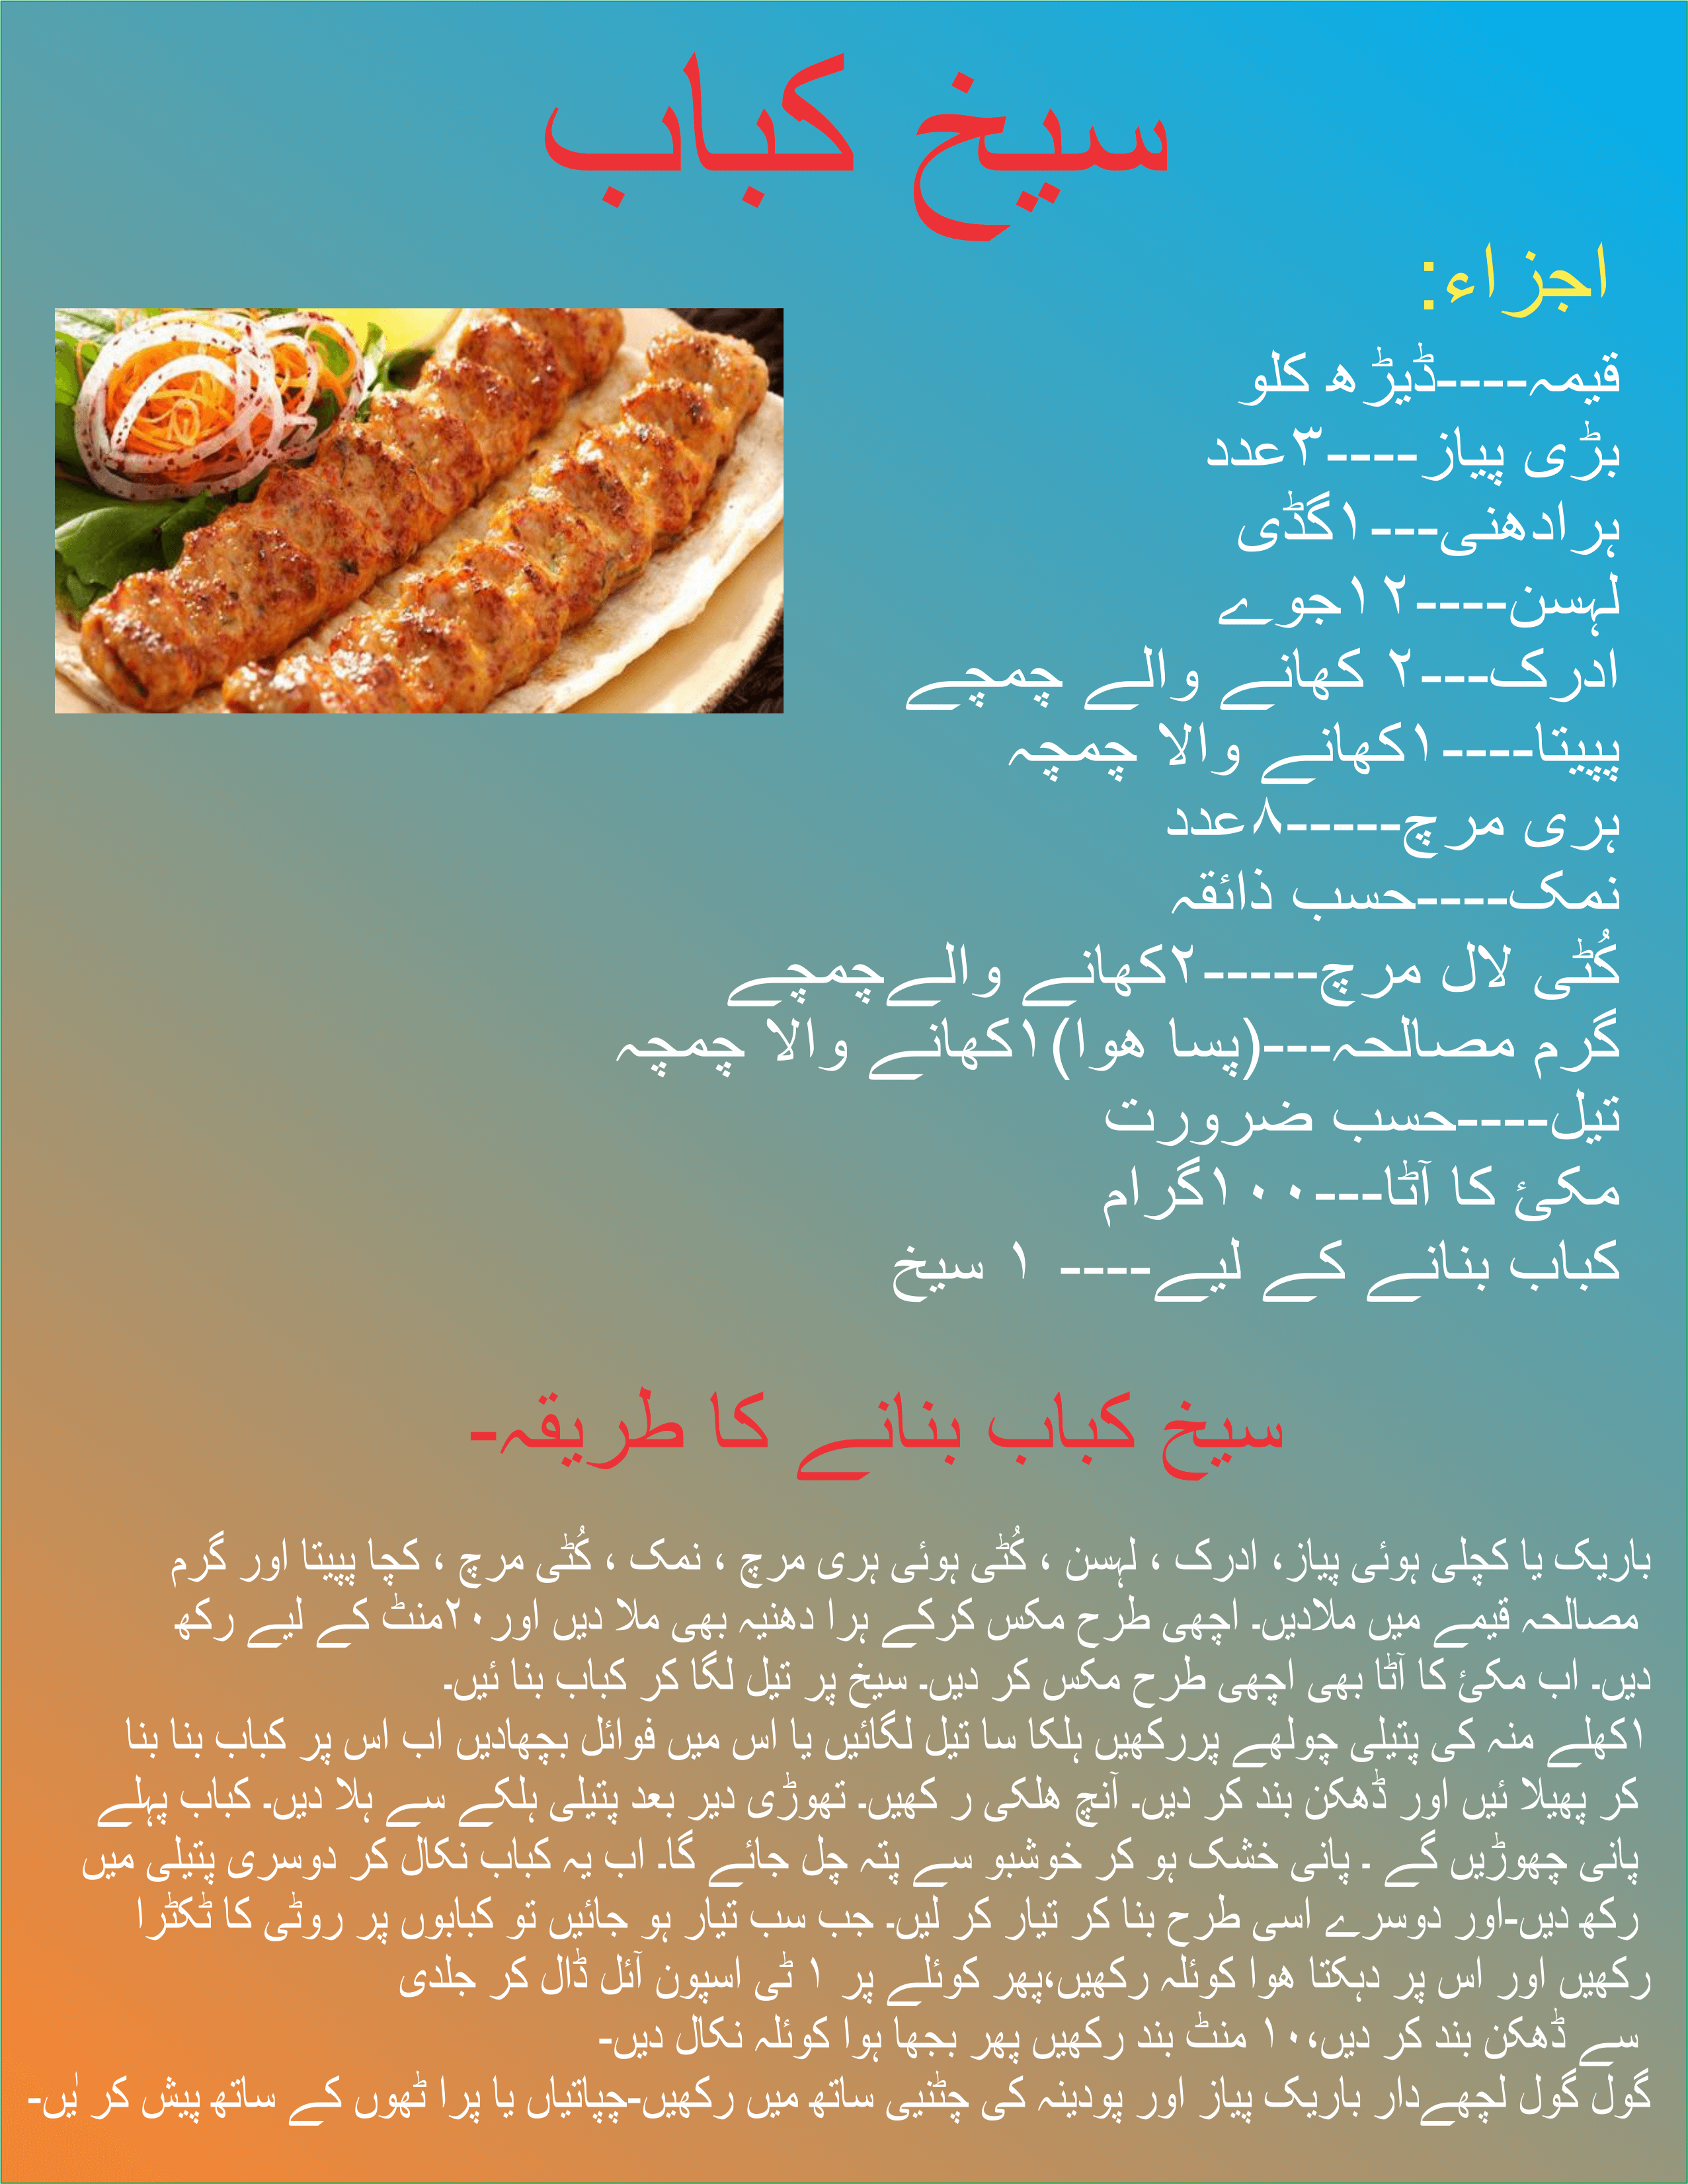 سیخ کباب
اجزاء:
قیمہ----ڈیڑھ کلو
بڑی پیاز----۳عدد
ہرادھنی---۱گڈی
لہسن----۱۲جوے
ادرک---۲ کھانے والے چمچے
پپیتا----۱کھانے والا چمچہ
ہری مرچ-----۸عدد
نمک----حسب ذائقہ
کُٹی لال مرچ-----۲کھانے والےچمچے
گرم مصالحہ---(پسا ھوا)۱کھانے والا چمچہ
تیل----حسب ضرورت
مکئ کا آٹا---۱۰۰گرام
کباب بنانے کے لیے---- ۱ سیخ
سیخ کباب بنانے کا طریقہ-
باریک یا کچلی ہوئی پیاز، ادرک ، لہسن ، کُٹی ہوئی ہری مرچ ، نمک ، کُٹی مرچ ، کچا پپیتا اور گرم
مصالحہ قیمے میں ملادیں۔ اچھی طرح مکس کرکے ہرا دھنیہ بھی ملا دیں اور۲۰منٹ کے لیے رکھ
دیں۔ اب مکئ کا آٹا بھی اچھی طرح مکس کر دیں۔ سیخ پر تیل لگا کر کباب بنا ئیں۔
۱کھلے منہ کی پتیلی چولھے پررکھیں ہلکا سا تیل لگائیں یا اس میں فوائل بچھادیں اب اس پر کباب بنا بنا
کر پھیلا ئیں اور ڈھکن بند کر دیں۔ آنچ ھلکی ر کھیں۔ تھوڑی دیر بعد پتیلی ہلکے سے ہلا دیں۔ کباب پہلے
پانی چھوڑیں گے ۔ پانی خشک ہو کر خوشبو سے پتہ چل جائے گا۔ اب یہ کباب نکال کر دوسری پتیلی میں
رکھ دیں-اور دوسرے اسی طرح بنا کر تیار کر لیں۔ جب سب تیار ہو جائیں تو کبابوں پر روٹی کا ٹکٹڑا
رکھیں اور اس پر دہکتا ھوا کوئلہ رکھیں،پھر کوئلے پر ۱ ٹی اسپون آئل ڈال کر جلدی
سے ڈھکن بند کر دیں،۱۰ منٹ بند رکھیں پھر بجھا ہوا کوئلہ نکال دیں-
گول گول لچھےدار باریک پیاز اور پودینہ کی چٹنیی ساتھ میں رکھیں-چپاتیاں یا پرا ٹھوں کے ساتھ پیش کر یٰں-